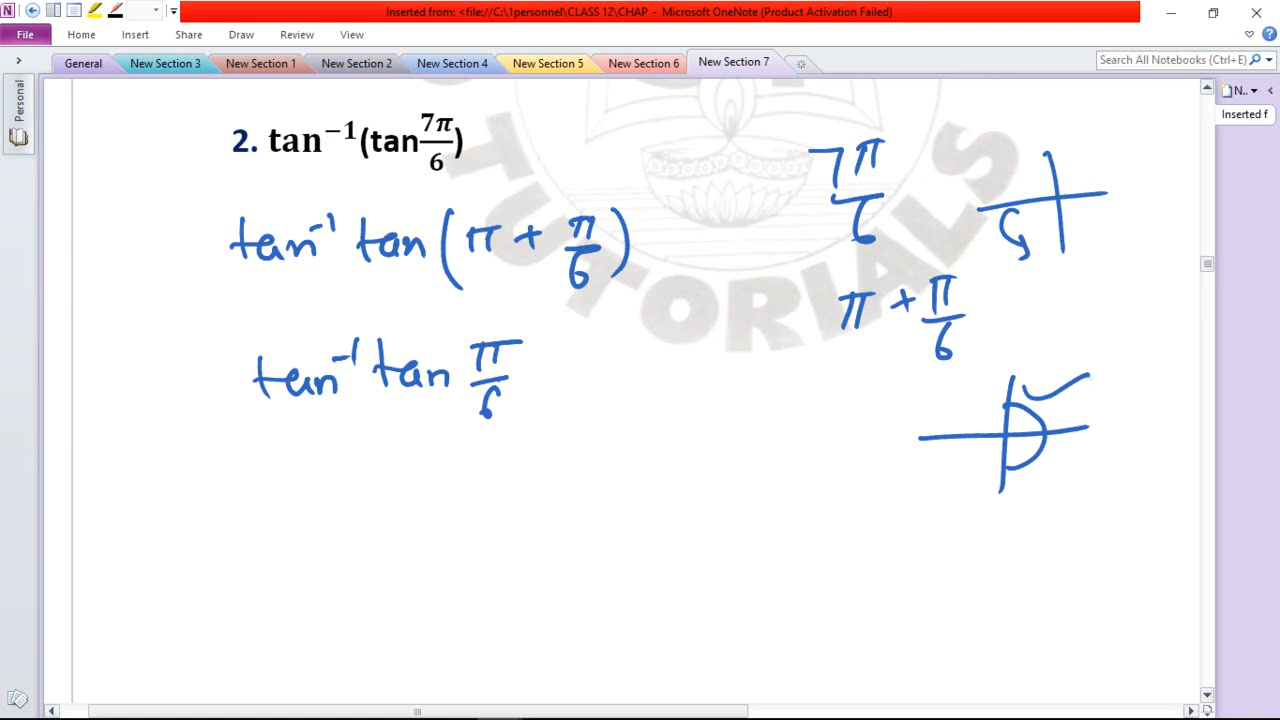 Inserted from: <file://C:\1personnel\CLASS 12\CHAP - Microsoft OneNote (Product Activation Failed)
File Home Insert Share Draw Review View
General New Section 3 New Section 1 New Section 2 New Section 4 New Section 5 New Section 6 New Section 7 Search All Notebooks (Ctrl+E) N..
Personal
Inserted f
2. tan⁻¹(tan 7π/6)
7π/6
tan⁻¹ tan (π + π/6)
π + π/6
tan⁻¹ tan π/6
TUTORIALS